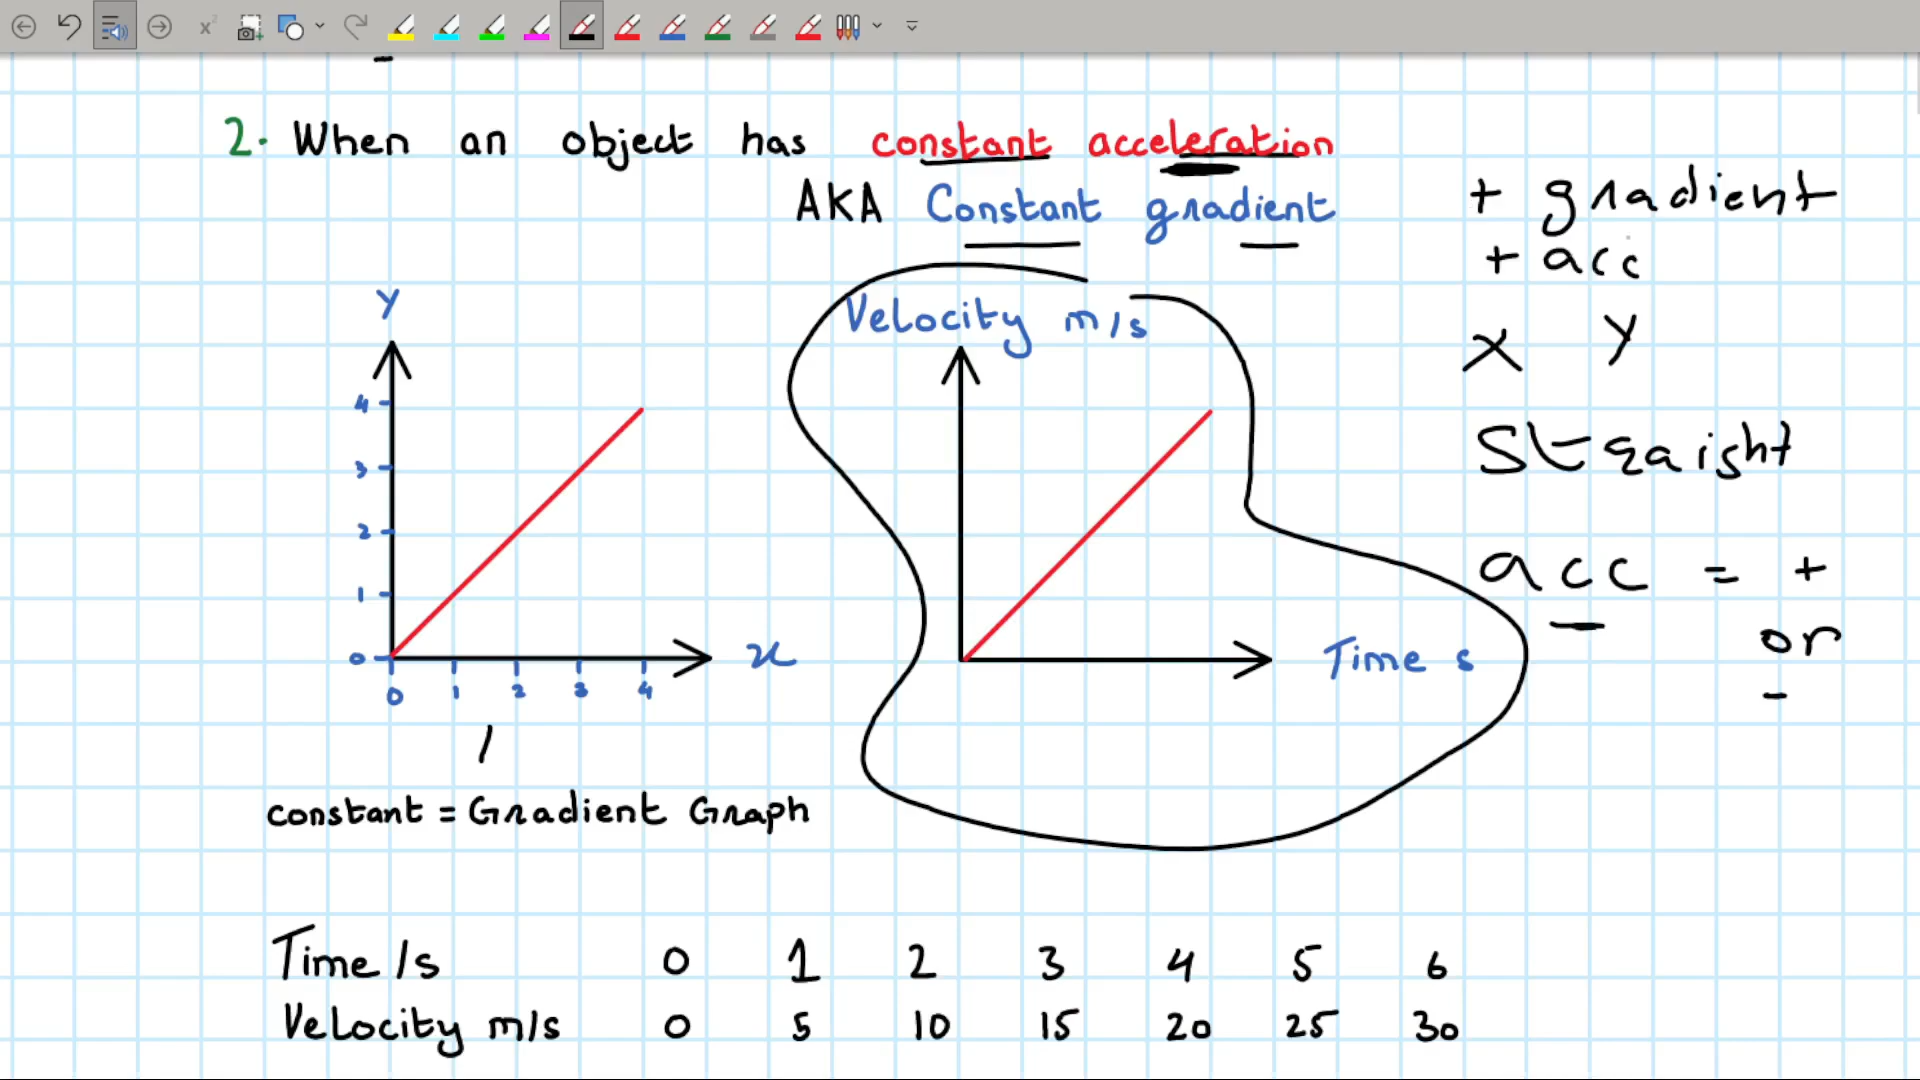 2. When an object has constant acceleration
AKA Constant gradient
+ gradient
+ acc
x y
Straight
acc = +
or
-
Y
4
3
2
1
0
0 1 2 3 4
x
Velocity m/s
Time s
constant = Gradient Graph
Time /s 0 1 2 3 4 5 6
Velocity m/s 0 5 10 15 20 25 30